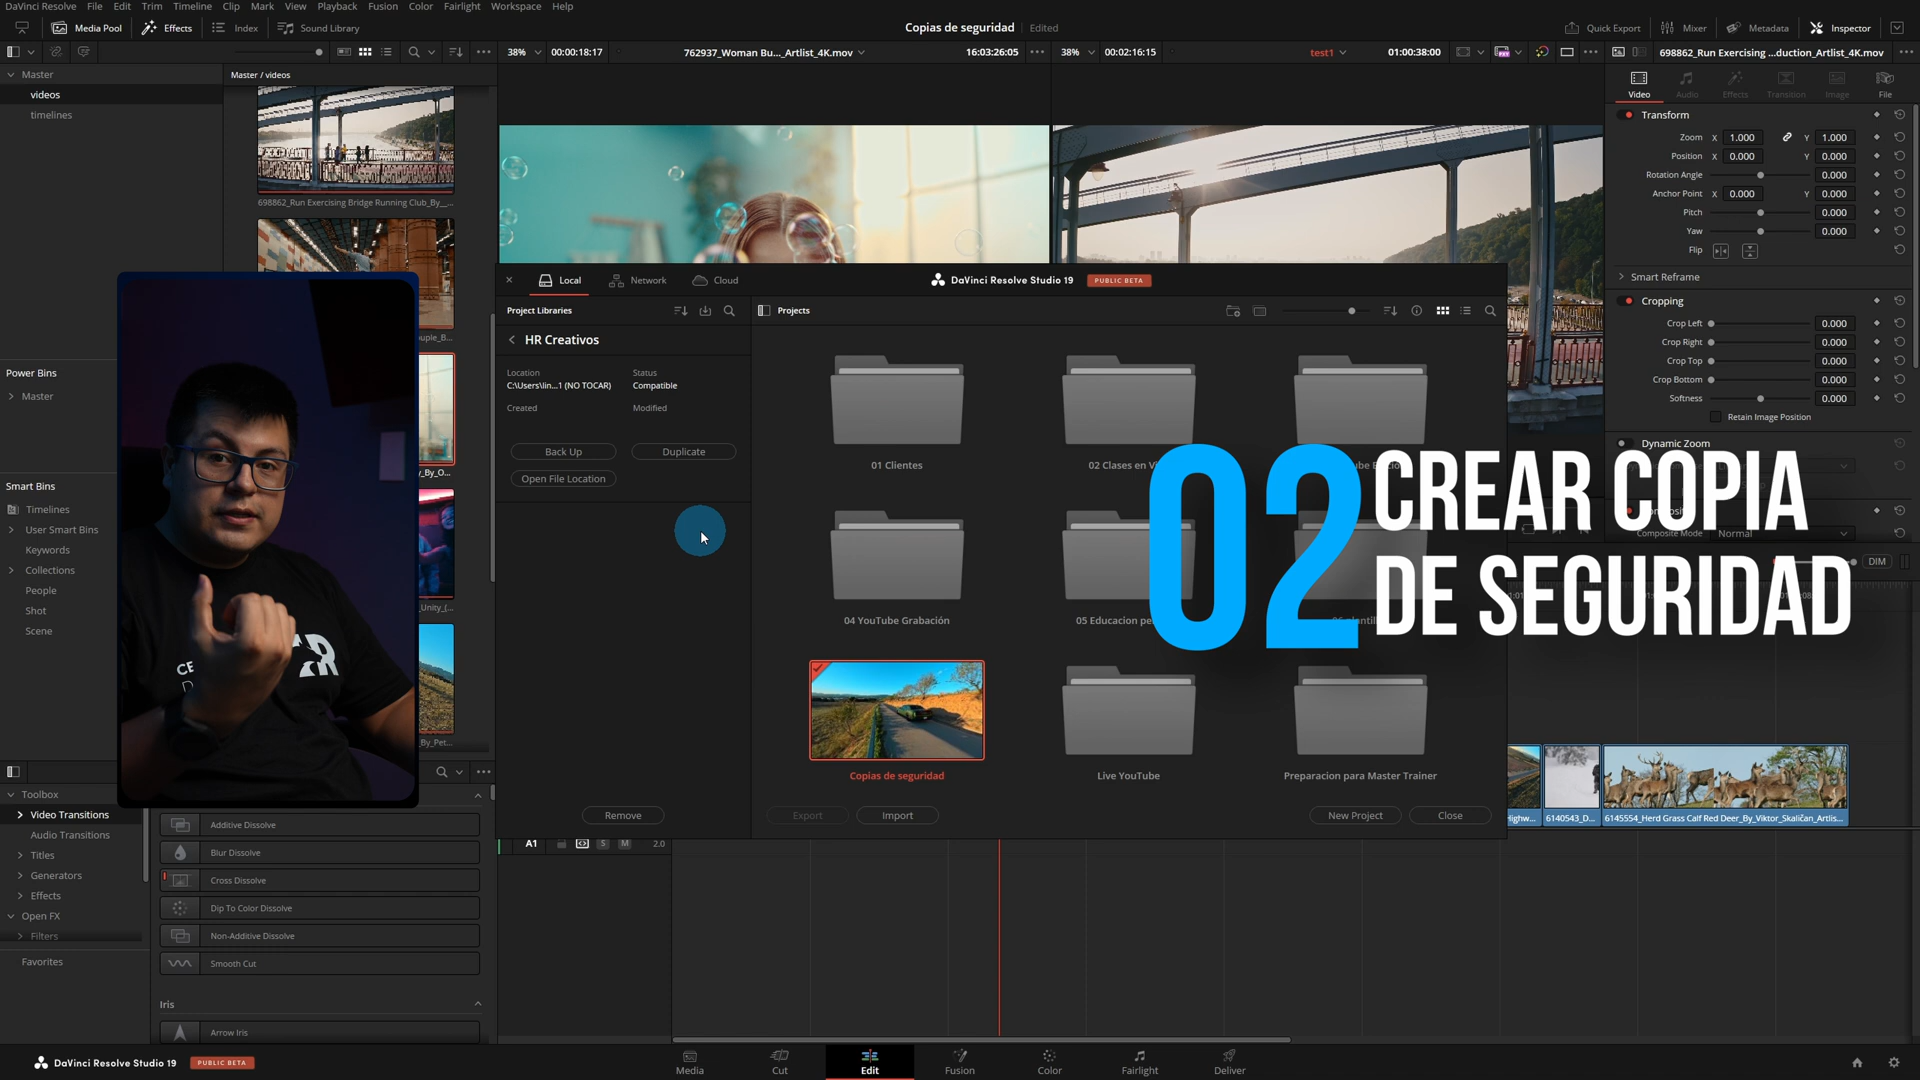 DaVinci Resolve File Edit Trim Timeline Clip Mark View Playback Fusion Color Fairlight Workspace Help
Media Pool Effects Index Sound Library Copias de seguridad Edited Quick Export Mixer Metadata Inspector
38% 00:00:18:17 762937_Woman Bu..._Artlist_4K.mov 16:03:26:05 38% 00:02:16:15 test1 01:00:38:00 698862_Run Exercising ...duction_Artlist_4K.mov
Master
videos
timelines
Master / videos
698862_Run Exercising Bridge Running Club_By_...
uple_B...
_By_O...
_Unity_(...
_By_Pet...
Power Bins
Master
Smart Bins
Timelines
User Smart Bins
Keywords
Collections
People
Shot
Scene
Local Network Cloud DaVinci Resolve Studio 19 PUBLIC BETA
Project Libraries
HR Creativos
Location Status
C:\Users\lin...1 (NO TOCAR) Compatible
Created Modified
Back Up Duplicate
Open File Location
Remove
Projects
01 Clientes 02 Clases en V
04 YouTube Grabación 05 Educacion pe
Copias de seguridad Live YouTube Preparacion para Master Trainer
Export Import New Project Close
02 CREAR COPIA
DE SEGURIDAD
CE
Video Audio Effects Transition Image File
Transform
Zoom X 1.000 Y 1.000
Position X 0.000 Y 0.000
Rotation Angle 0.000
Anchor Point X 0.000 Y 0.000
Pitch 0.000
Yaw 0.000
Flip
Smart Reframe
Cropping
Crop Left 0.000
Crop Right 0.000
Crop Top 0.000
Crop Bottom 0.000
Softness 0.000
Retain Image Position
Dynamic Zoom
Composite Mode Normal
DIM
Highw... 6140543_D... 6145554_Herd Grass Calf Red Deer_By_Viktor_Skaličan_Artlis...
A1 S M 2.0
Toolbox
Video Transitions
Audio Transitions
Titles
Generators
Effects
Open FX
Filters
Favorites
Additive Dissolve
Blur Dissolve
Cross Dissolve
Dip To Color Dissolve
Non-Additive Dissolve
Smooth Cut
Iris
Arrow Iris
DaVinci Resolve Studio 19 PUBLIC BETA
Media Cut Edit Fusion Color Fairlight Deliver